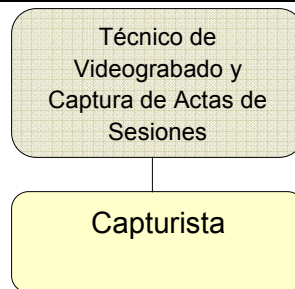 Técnico de
Videograbado y
Captura de Actas de
Sesiones
Capturista